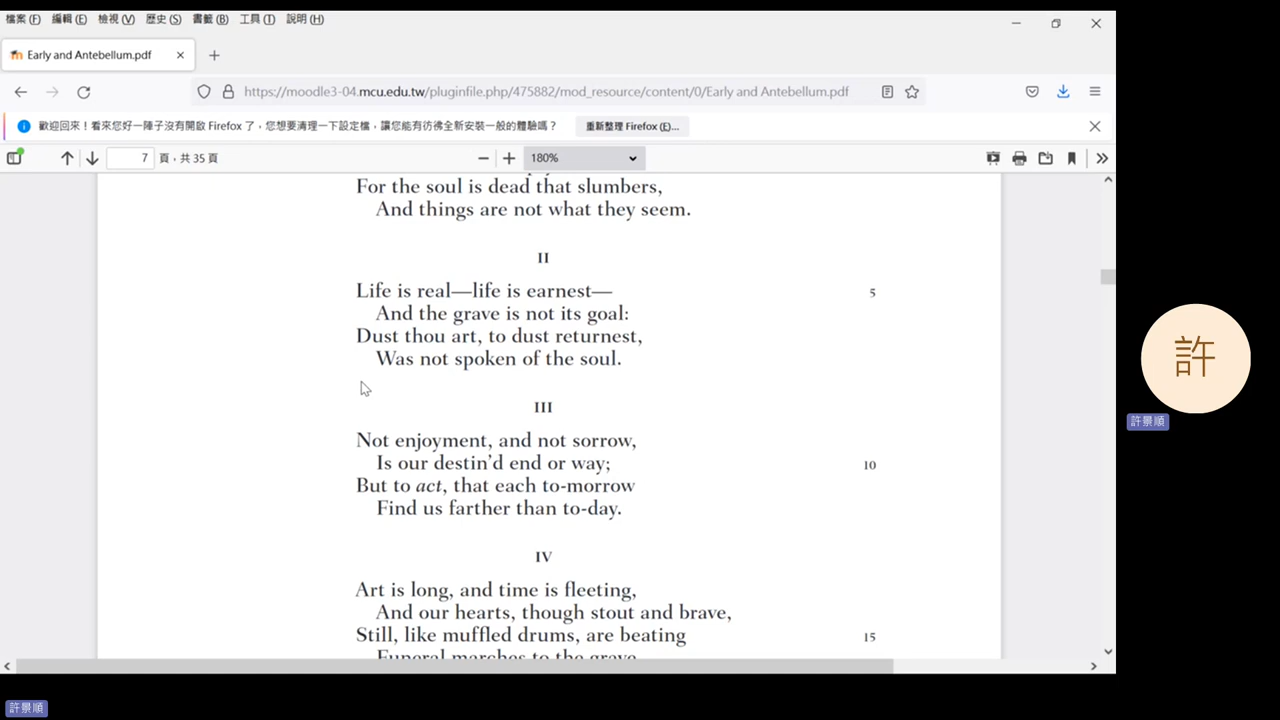 檔案 (F) 編輯 (E) 檢視 (V) 歷史 (S) 書籤 (B) 工具 (T) 說明 (H)
Early and Antebellum.pdf
https://moodle3-04.mcu.edu.tw/pluginfile.php/475882/mod_resource/content/0/Early and Antebellum.pdf
歡迎回來！看來您好一陣子沒有開啟 Firefox 了，您想要清理一下設定檔，讓您能有彷彿全新安裝一般的體驗嗎？ 重新整理 Firefox (E)…
7 頁，共 35 頁 180%
For the soul is dead that slumbers,
And things are not what they seem.
II
Life is real—life is earnest— 5
And the grave is not its goal:
Dust thou art, to dust returnest,
Was not spoken of the soul.
III
Not enjoyment, and not sorrow,
Is our destin’d end or way; 10
But to act, that each to-morrow
Find us farther than to-day.
IV
Art is long, and time is fleeting,
And our hearts, though stout and brave,
Still, like muffled drums, are beating 15
Funeral marches to the grave
許
許景順
許景順